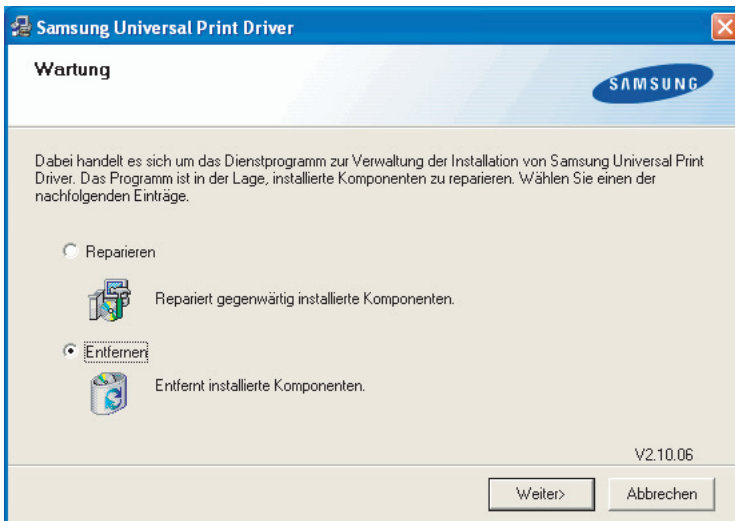 Samsung Universal Print Driver
Wartung
SAMSUNG
Dabei handelt es sich um das Dienstprogramm zur Verwaltung der Installation von Samsung Universal Print
Driver. Das Programm ist in der Lage, installierte Komponenten zu reparieren. Wählen Sie einen der
nachfolgenden Einträge.
Reparieren
Repariert gegenwärtig installierte Komponenten.
Entfernen
Entfernt installierte Komponenten.
V2.10.06
Weiter>
Abbrechen